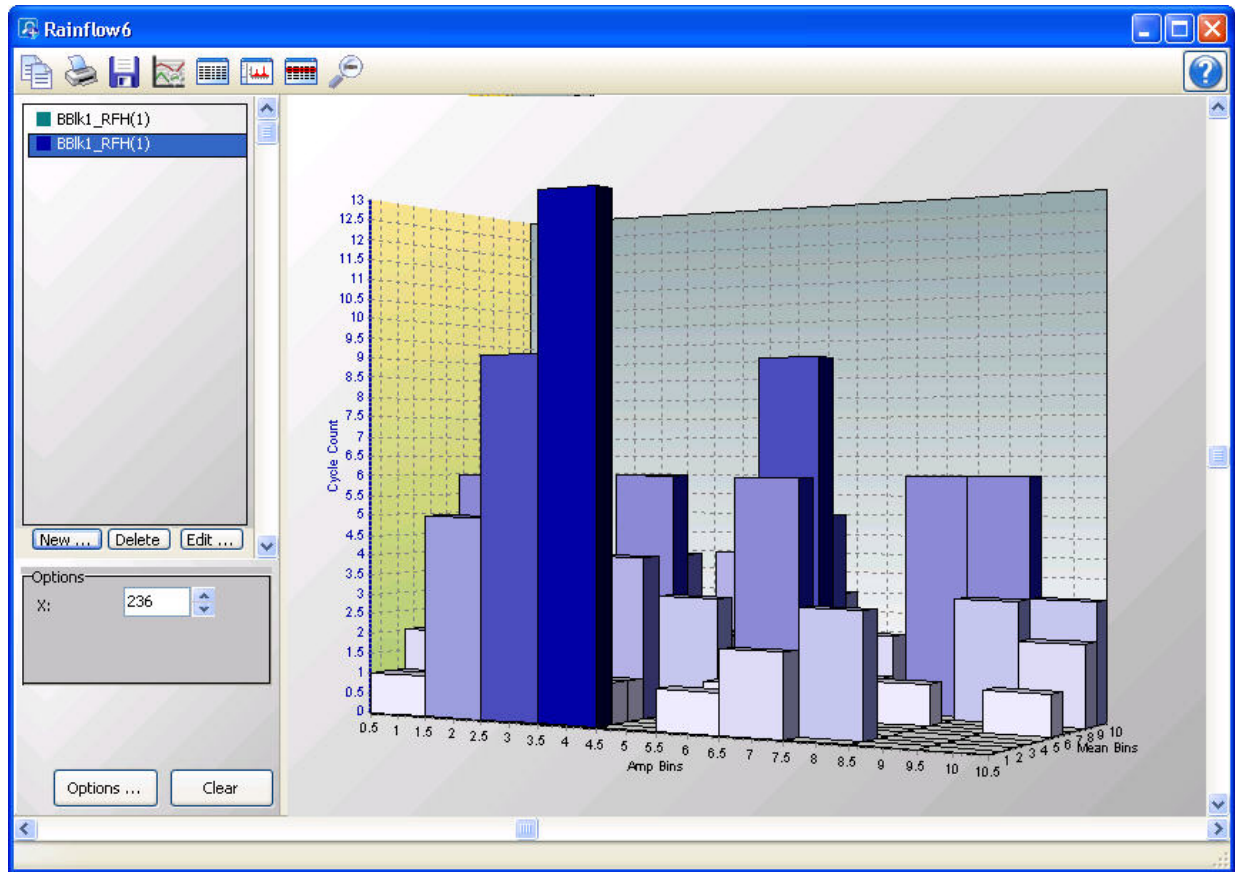 Rainflow6
BBlk1_RFH(1)
BBlk1_RFH(1)
New ... Delete Edit ...
Options
X: 236
Options ... Clear
Cycle Count
13
12.5
12
11.5
11
10.5
10
9.5
9
8.5
8
7.5
7
6.5
6
5.5
5
4.5
4
3.5
3
2.5
2
1.5
1
0.5
0
0.5 1 1.5 2 2.5 3 3.5 4 4.5 5 5.5 6 6.5 7 7.5 8 8.5 9 9.5 10 10.5
Amp Bins
1 2 3 4 5 6 7 8 9 10
Mean Bins